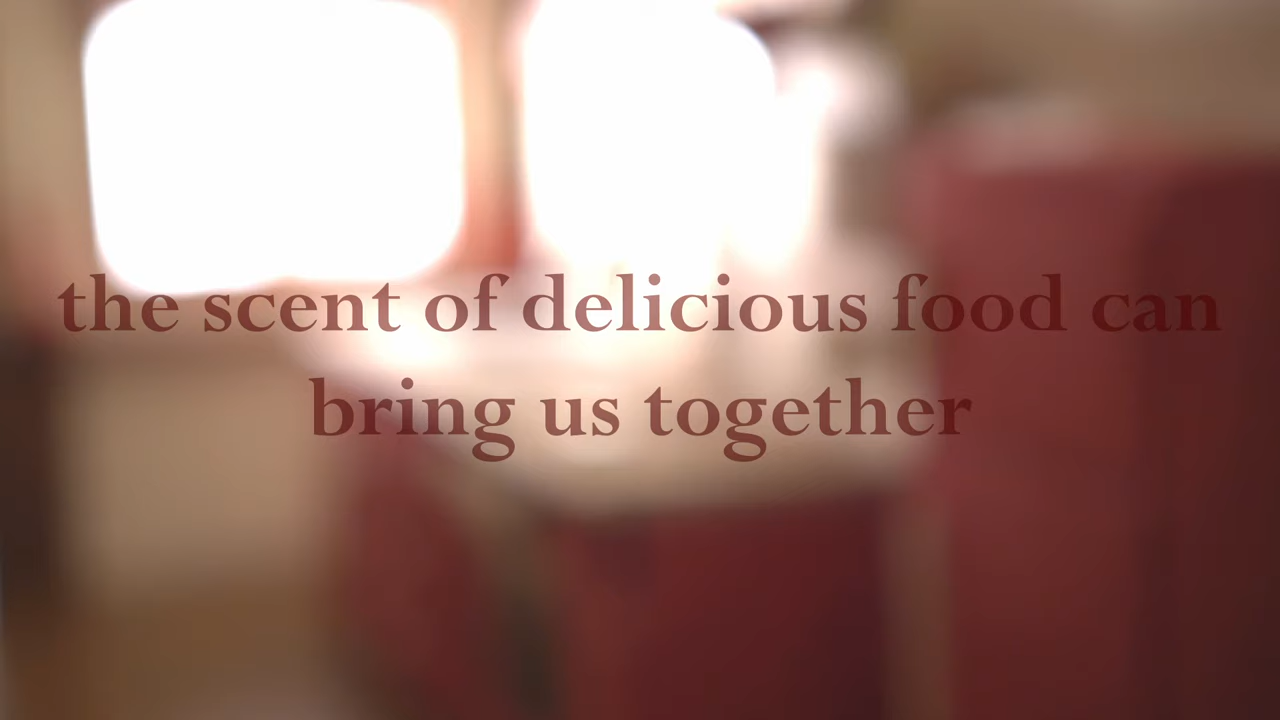 the scent of delicious food can
bring us together